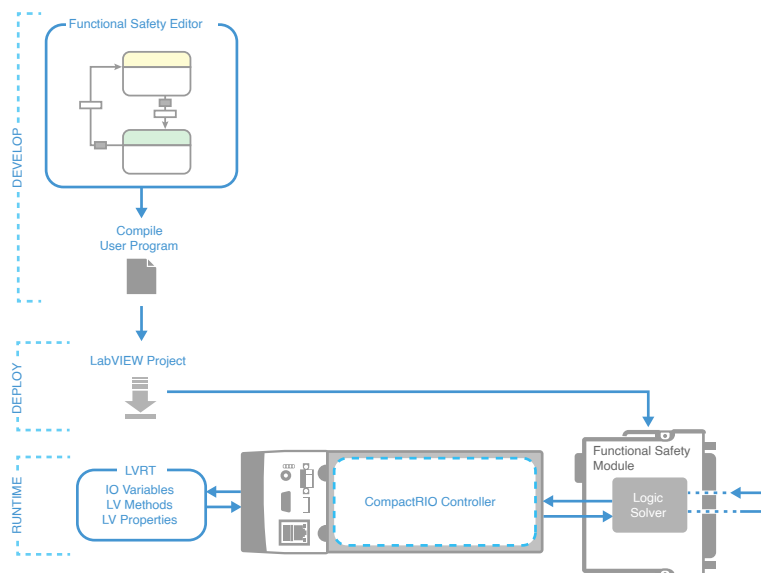 Functional Safety Editor
DEVELOP
Compile
User Program
LabVIEW Project
DEPLOY
Functional Safety
Module
RUNTIME
LVRT
IO Variables
LV Methods
LV Properties
CompactRIO Controller
Logic
Solver